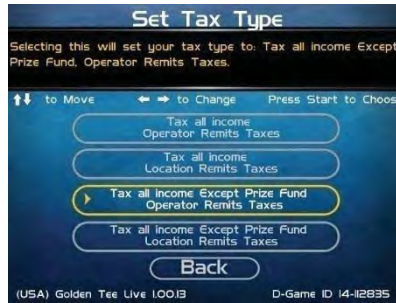 Set Tax Type
Selecting this will set your tax type to: Tax all income Except
Prize Fund, Operator Remits Taxes.
to Move to Change Press Start to Choos
Tax all income
Operator Remits Taxes
Tax all income
Location Remits Taxes
Tax all income Except Prize Fund
Operator Remits Taxes
Tax all income Except Prize Fund
Location Remits Taxes
Back
(USA) Golden Tee Live 1.00.13 D-Game ID 14-112835